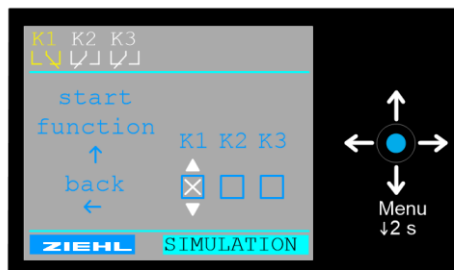 K1 K2 K3
start
function
K1 K2 K3
back
ZIEHL SIMULATION
Menu
↓2 s